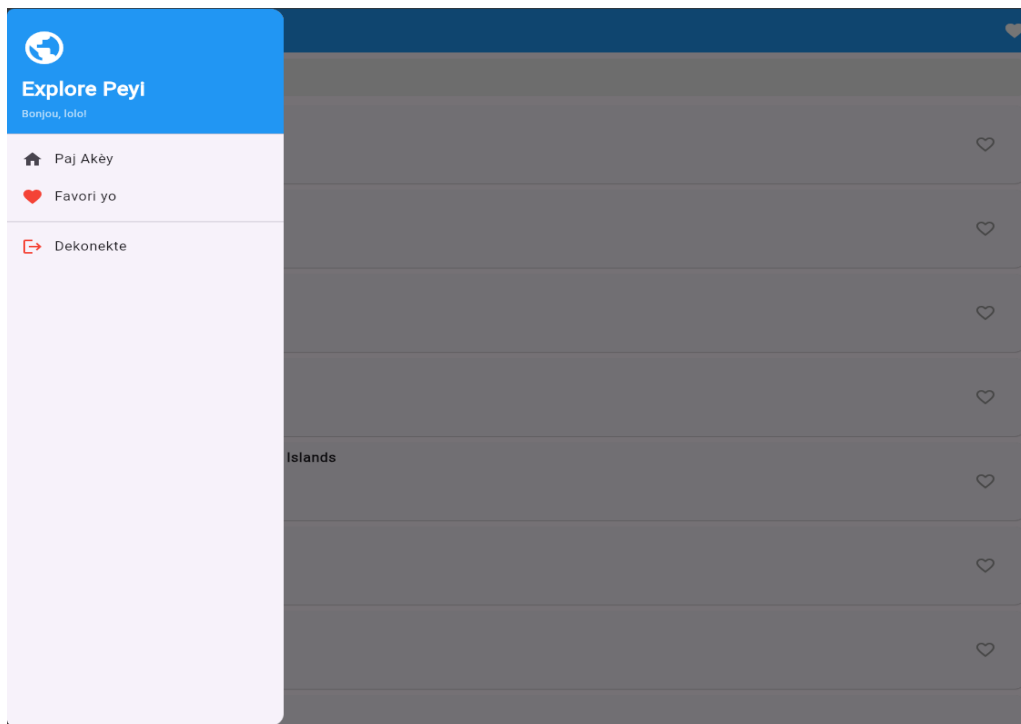 Explore Peyi
Bonjou, lolo!
Paj Akèy
Favori yo
Dekonekte
Islands